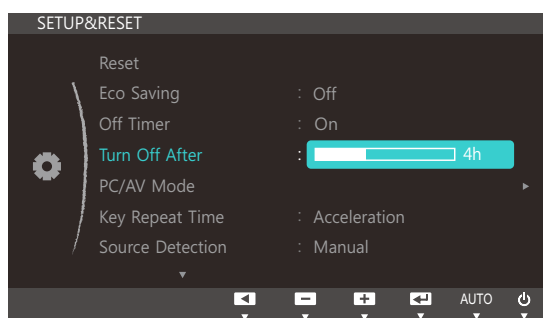 SETUP&RESET
Reset
Eco Saving : Off
Off Timer : On
Turn Off After : 4h
PC/AV Mode
Key Repeat Time : Acceleration
Source Detection : Manual
AUTO